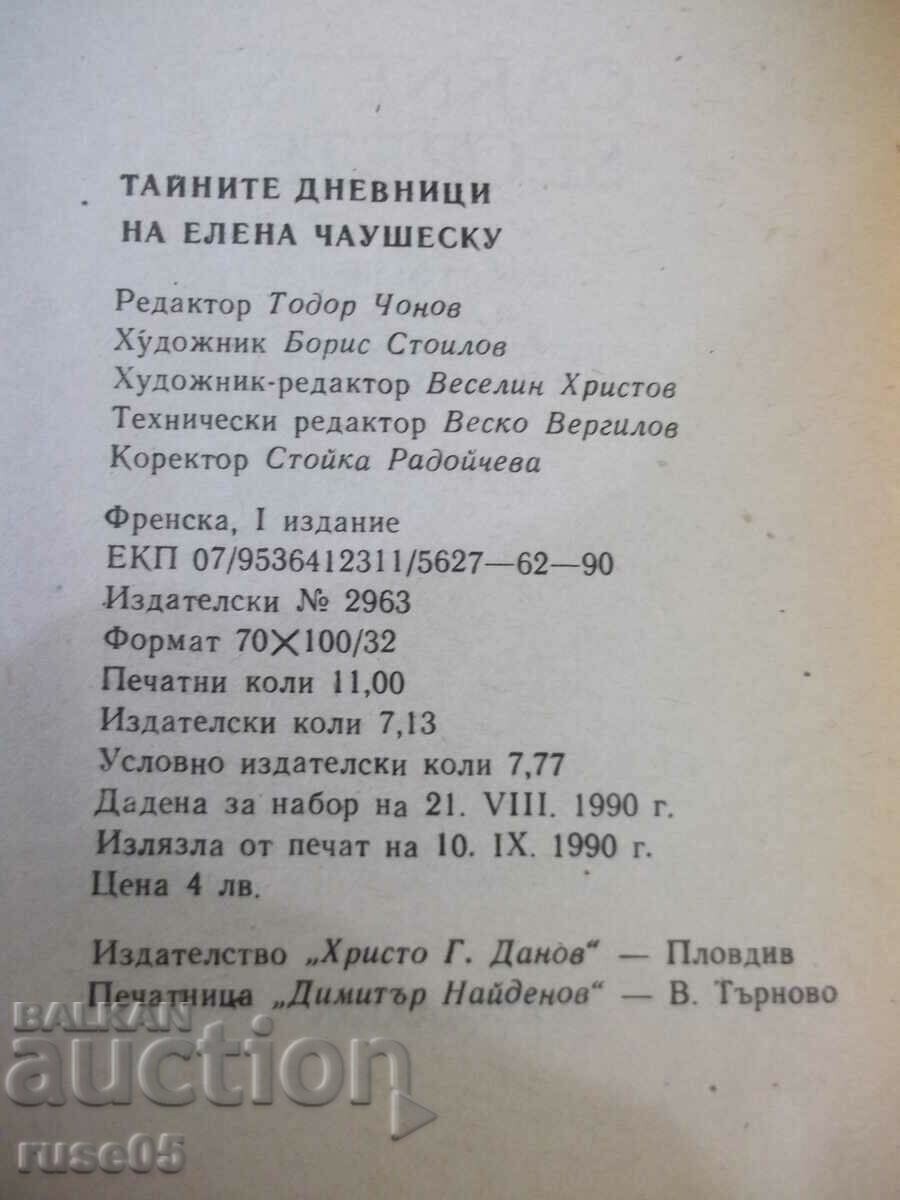 ТАЙНИТЕ ДНЕВНИЦИ
НА ЕЛЕНА ЧАУШЕСКУ
Редактор Тодор Чонов
Художник Борис Стоилов
Художник-редактор Веселин Христов
Технически редактор Веско Вергилов
Коректор Стойка Радойчева
Френска, I издание
ЕКП 07/9536412311/5627—62—90
Издателски № 2963
Формат 70×100/32
Печатни коли 11,00
Издателски коли 7,13
Условно издателски коли 7,77
Дадена за набор на 21. VIII. 1990 г.
Излязла от печат на 10. IX. 1990 г.
Цена 4 лв.
Издателство „Христо Г. Данов“ — Пловдив
Печатница „Димитър Найденов“ — В. Търново
BALKAN
auction
ruse05